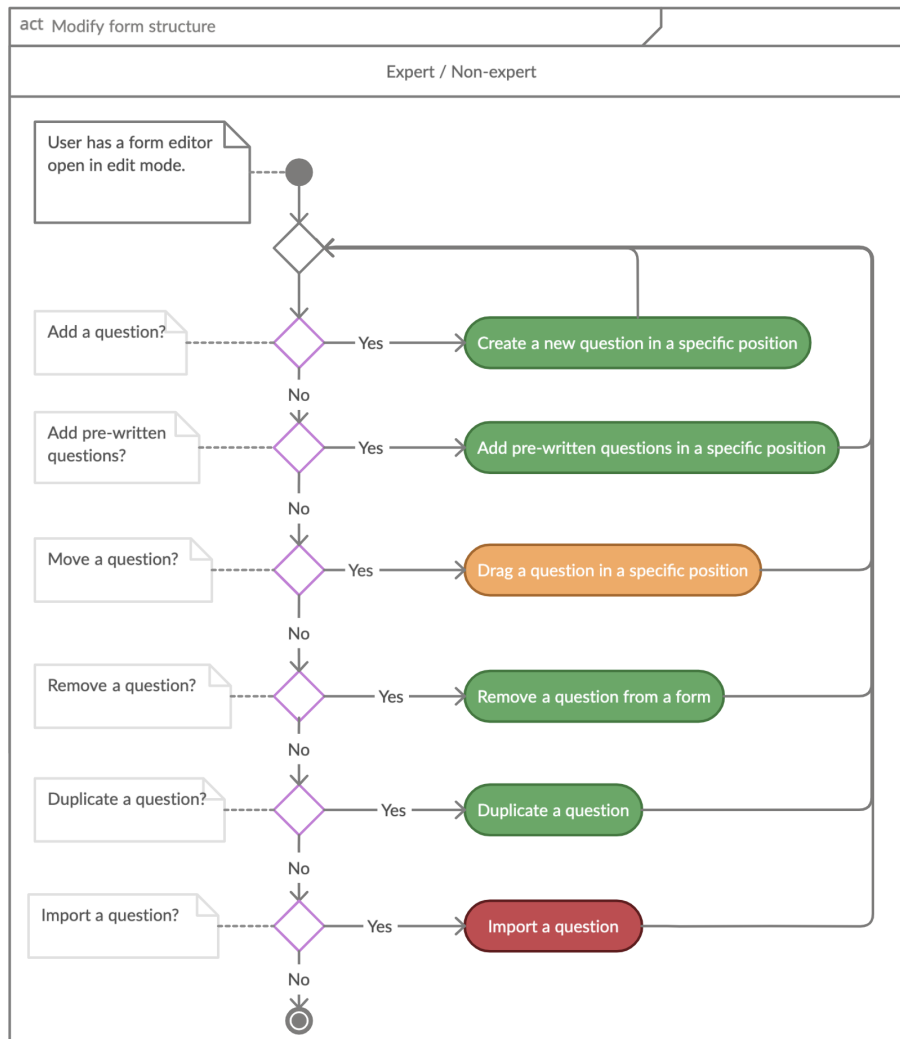 act Modify form structure
Expert / Non-expert
User has a form editor
open in edit mode.
Add a question?
Yes
Create a new question in a specific position
No
Add pre-written
questions?
Yes
Add pre-written questions in a specific position
No
Move a question?
Yes
Drag a question in a specific position
No
Remove a question?
Yes
Remove a question from a form
No
Duplicate a question?
Yes
Duplicate a question
No
Import a question?
Yes
Import a question
No